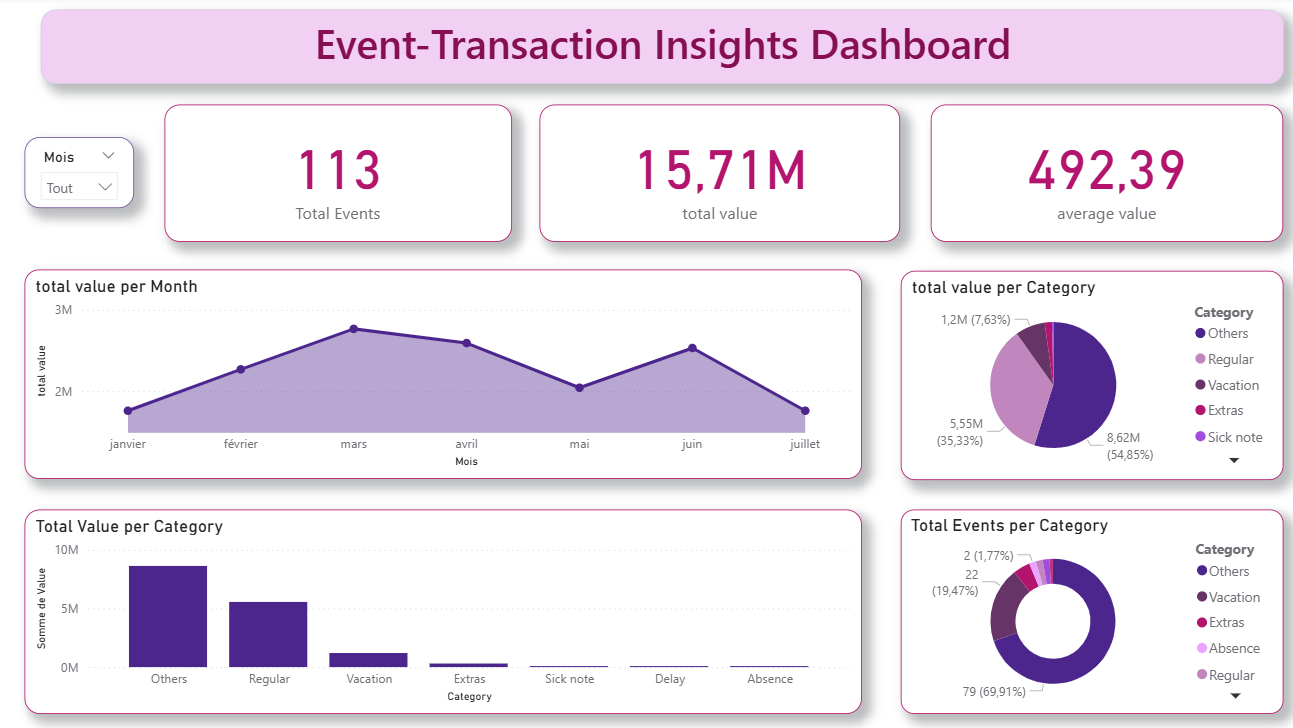 Event-Transaction Insights Dashboard
Mois
Tout
113
Total Events
15,71M
total value
492,39
average value
total value per Month
3M
2M
total value
janvier février mars avril mai juin juillet
Mois
total value per Category
1,2M (7,63%)
5,55M
(35,33%)
8,62M
(54,85%)
Category
Others
Regular
Vacation
Extras
Sick note
Total Value per Category
10M
5M
0M
Somme de Value
Others Regular Vacation Extras Sick note Delay Absence
Category
Total Events per Category
2 (1,77%)
22
(19,47%)
79 (69,91%)
Category
Others
Vacation
Extras
Absence
Regular